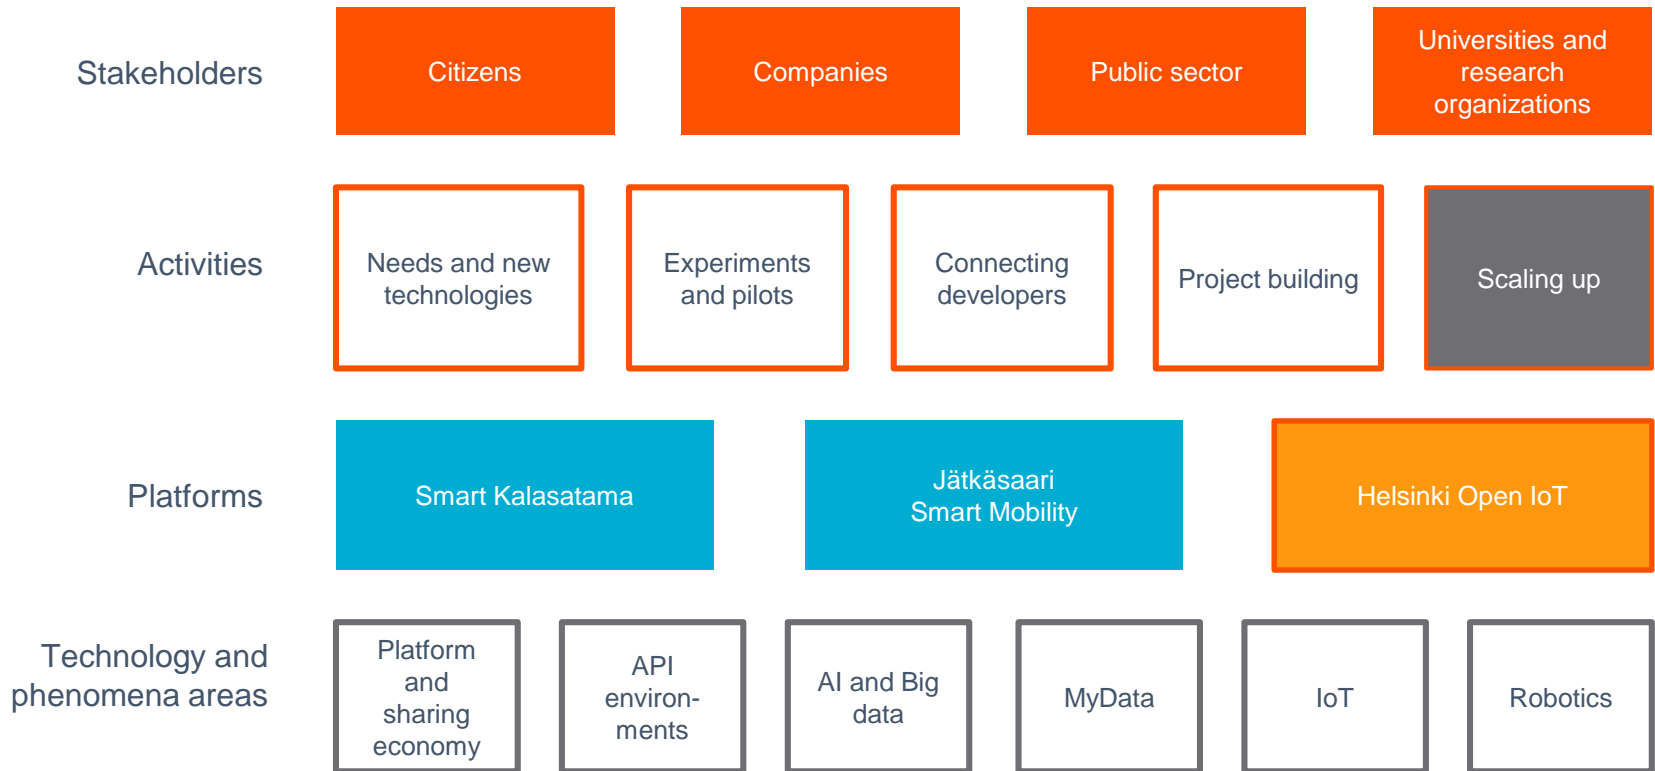 Stakeholders
Citizens
Companies
Public sector
Universities and
research
organizations
Activities
Needs and new
technologies
Experiments
and pilots
Connecting
developers
Project building
Scaling up
Platforms
Smart Kalasatama
Jätkäsaari
Smart Mobility
Helsinki Open IoT
Technology and
phenomena areas
Platform
and
sharing
economy
API
environ-
ments
AI and Big
data
MyData
IoT
Robotics